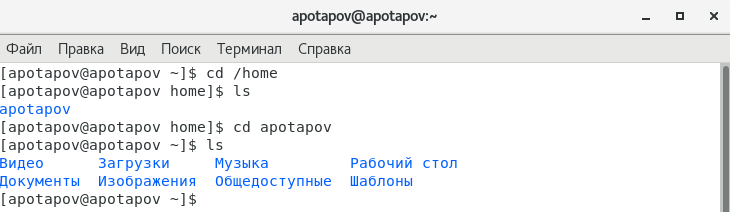 apotapov@apotapov:~
Файл Правка Вид Поиск Терминал Справка
[apotapov@apotapov ~]$ cd /home
[apotapov@apotapov home]$ ls
apotapov
[apotapov@apotapov home]$ cd apotapov
[apotapov@apotapov ~]$ ls
Видео Загрузки Музыка Рабочий стол
Документы Изображения Общедоступные Шаблоны
[apotapov@apotapov ~]$